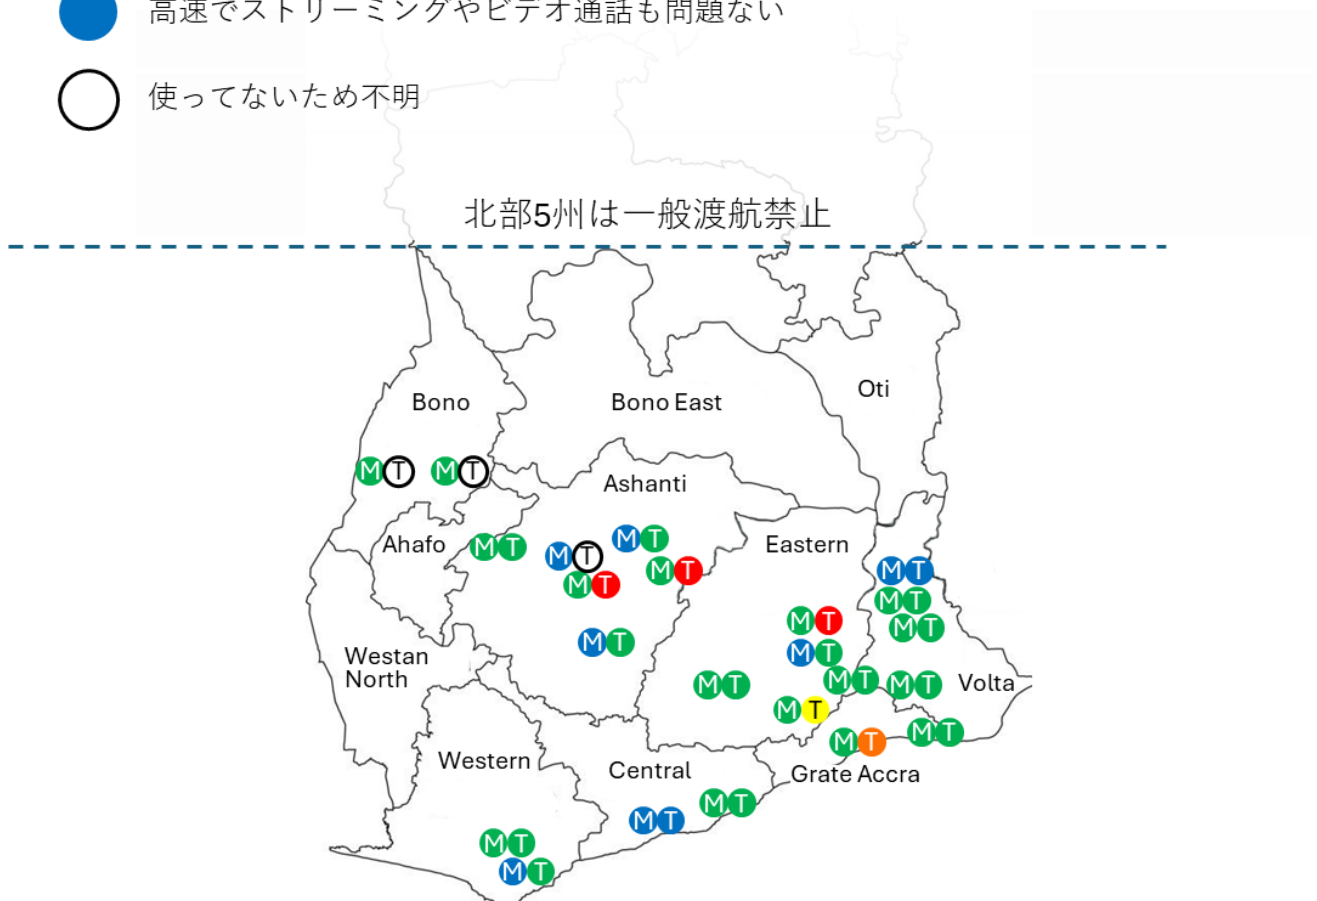 高速でストリーミングやビデオ通話も問題ない
使ってないため不明
北部5州は一般渡航禁止
Oti
Bono
Bono East
M T M T
Ashanti
M T
Eastern
Ahafo
M T
M T
M T
M T
M T
M T
M T
M T
M T
M T
M T
Westan
North
M T
M T
M T
Volta
M T
M T
M T
M T
Western
Central
Grate Accra
M T
M T
M T
M T